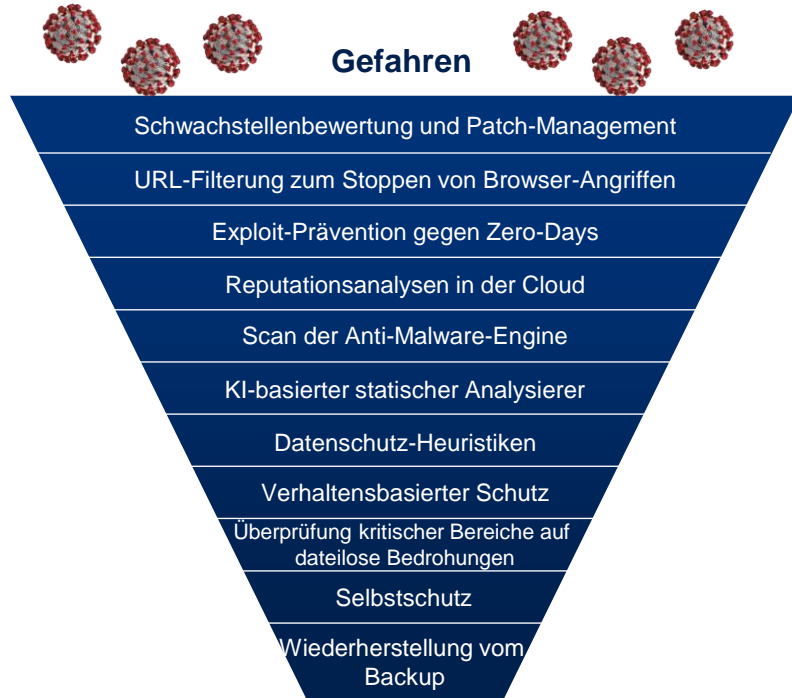 Gefahren
Schwachstellenbewertung und Patch-Management
URL-Filterung zum Stoppen von Browser-Angriffen
Exploit-Prävention gegen Zero-Days
Reputationsanalysen in der Cloud
Scan der Anti-Malware-Engine
KI-basierter statischer Analysierer
Datenschutz-Heuristiken
Verhaltensbasierter Schutz
Überprüfung kritischer Bereiche auf
dateilose Bedrohungen
Selbstschutz
Wiederherstellung vom
Backup